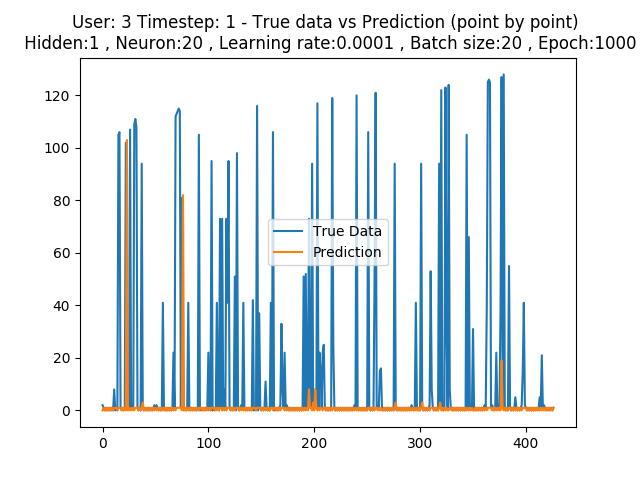 User: 3 Timestep: 1 - True data vs Prediction (point by point)
Hidden:1 , Neuron:20 , Learning rate:0.0001 , Batch size:20 , Epoch:1000
120
100
80
60
40
20
0
True Data
Prediction
0 100 200 300 400